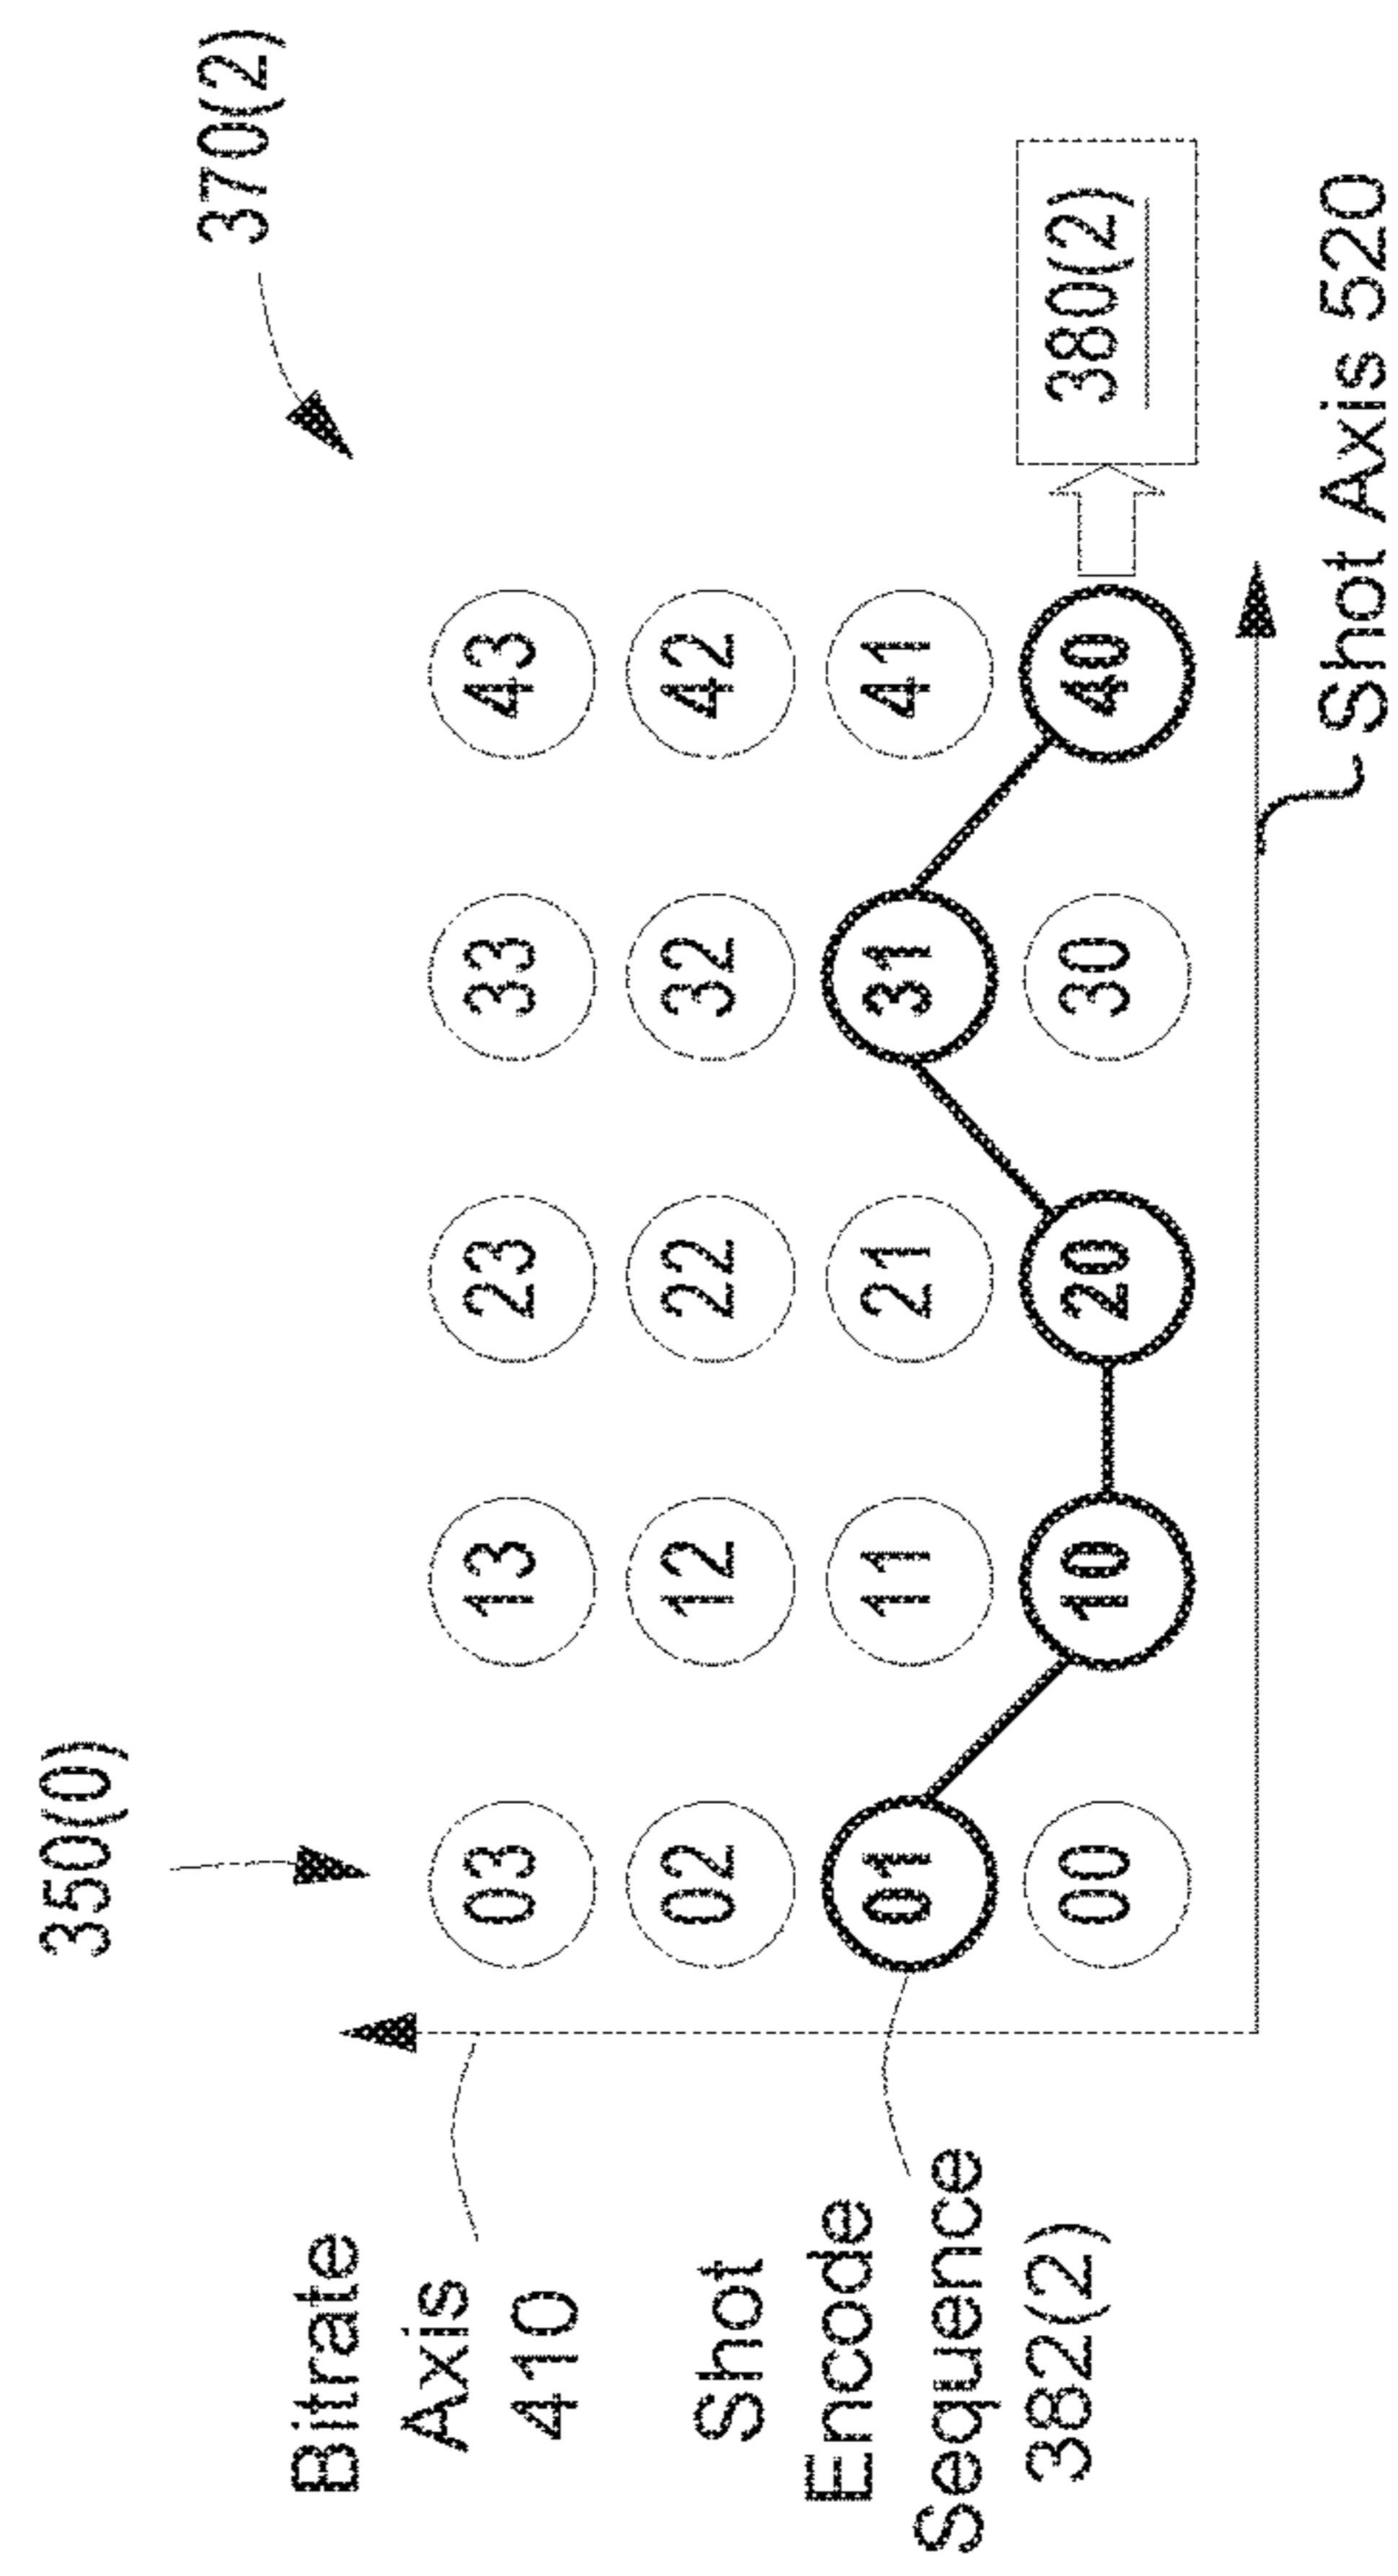 350(0)
370(2)
Bitrate
Axis
410
03 13 23 33 43
02 12 22 32 42
Shot
Encode
Sequence
382(2)
01 11 21 31 41
00 10 20 30 40
380(2)
Shot Axis 520